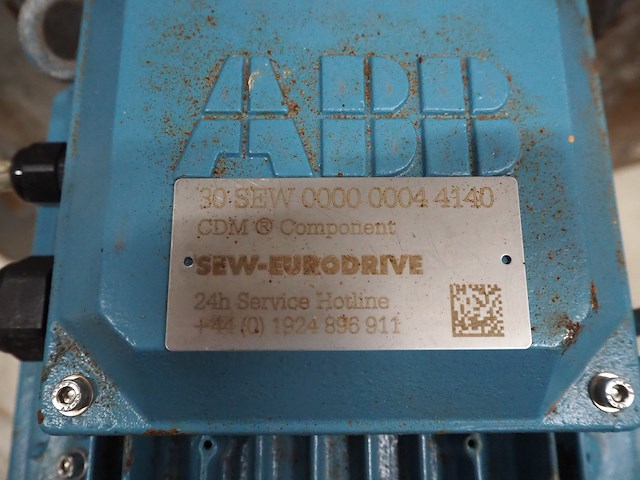 ABB
30 SEW 0000 0004 4140
CDM ® Component
SEW-EURODRIVE
24h Service Hotline
+44 (0) 1924 896 911